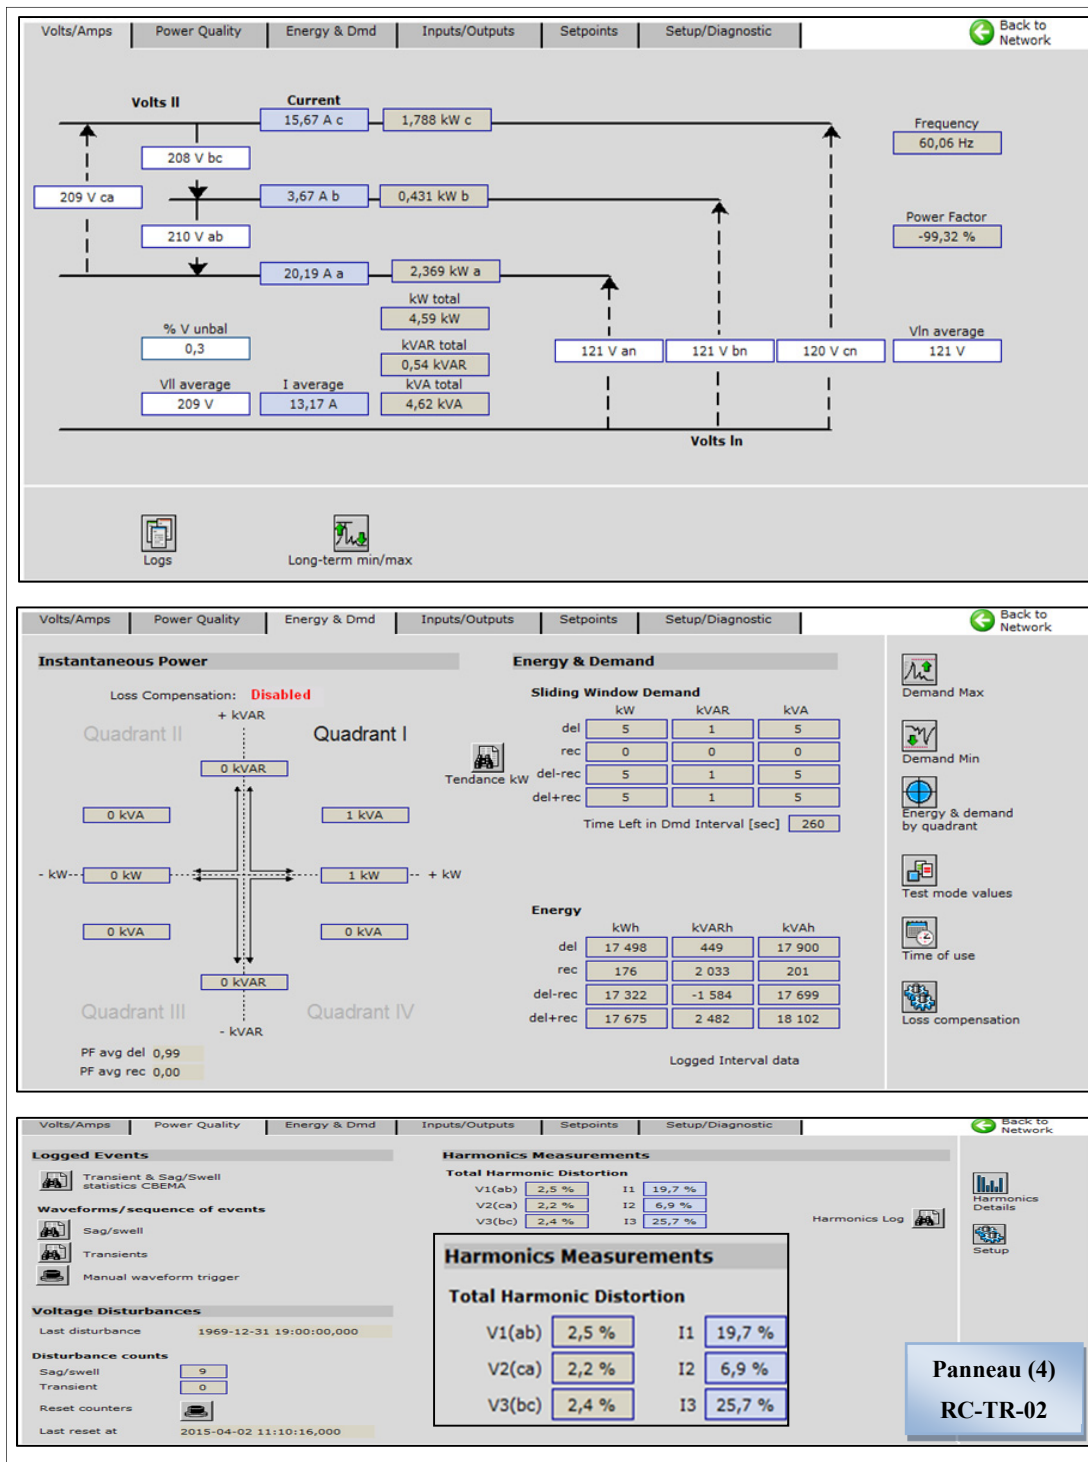 Volts/Amps Power Quality Energy & Dmd Inputs/Outputs Setpoints Setup/Diagnostic Back to Network
Volts ll Current
15,67 A c 1,788 kW c
Frequency
60,06 Hz
208 V bc
209 V ca 3,67 A b 0,431 kW b
Power Factor
-99,32 %
210 V ab
20,19 A a 2,369 kW a
kW total
4,59 kW
% V unbal
0,3
kVAR total
0,54 kVAR
121 V an 121 V bn 120 V cn
Vln average
121 V
Vll average I average kVA total
209 V 13,17 A 4,62 kVA
Volts ln
Logs Long-term min/max
Volts/Amps Power Quality Energy & Dmd Inputs/Outputs Setpoints Setup/Diagnostic Back to Network
Instantaneous Power
Loss Compensation: Disabled
+ kVAR
Quadrant II Quadrant I
0 kVAR
0 kVA 1 kVA
- kW 0 kW 1 kW + kW
0 kVA 0 kVA
0 kVAR
Quadrant III Quadrant IV
- kVAR
PF avg del 0,99
PF avg rec 0,00
Tendance kW
Energy & Demand
Sliding Window Demand
kW kVAR kVA
del 5 1 5
rec 0 0 0
del-rec 5 1 5
del+rec 5 1 5
Time Left in Dmd Interval [sec] 260
Energy
kWh kVARh kVAh
del 17 498 449 17 900
rec 176 2 033 201
del-rec 17 322 -1 584 17 699
del+rec 17 675 2 482 18 102
Logged Interval data
Demand Max
Demand Min
Energy & demand
by quadrant
Test mode values
Time of use
Loss compensation
Volts/Amps Power Quality Energy & Dmd Inputs/Outputs Setpoints Setup/Diagnostic Back to Network
Logged Events
Transient & Sag/Swell
statistics CBEMA
Waveforms/sequence of events
Sag/swell
Transients
Manual waveform trigger
Voltage Disturbances
Last disturbance 1969-12-31 19:00:00,000
Disturbance counts
Sag/swell 9
Transient 0
Reset counters
Last reset at 2015-04-02 11:10:16,000
Harmonics Measurements
Total Harmonic Distortion
V1(ab) 2,5 % I1 19,7 %
V2(ca) 2,2 % I2 6,9 %
V3(bc) 2,4 % I3 25,7 %
Harmonics Log
Harmonics Measurements
Total Harmonic Distortion
V1(ab) 2,5 % I1 19,7 %
V2(ca) 2,2 % I2 6,9 %
V3(bc) 2,4 % I3 25,7 %
Harmonics
Details
Setup
Panneau (4)
RC-TR-02